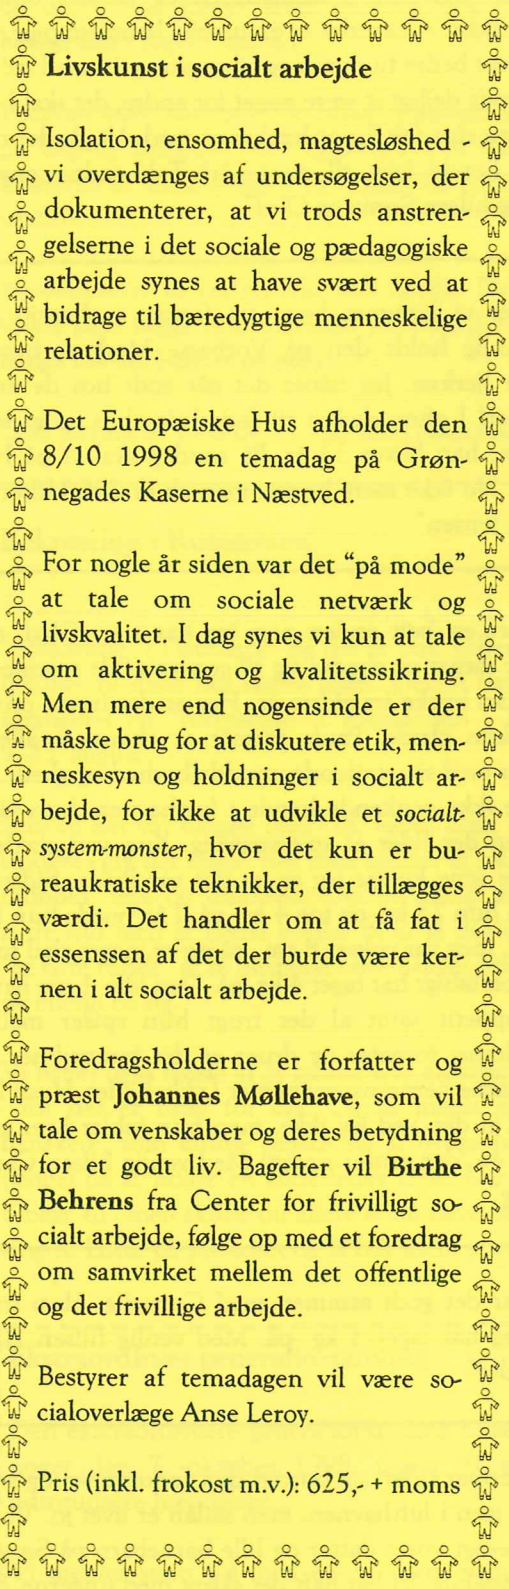 Livskunst i socialt arbejde
Isolation, ensomhed, magtesløshed -
vi overdænges af undersøgelser, der
dokumenterer, at vi trods anstren-
gelserne i det sociale og pædagogiske
arbejde synes at have svært ved at
bidrage til bæredygtige menneskelige
relationer.
Det Europæiske Hus afholder den
8/10 1998 en temadag på Grøn-
negades Kaserne i Næstved.
For nogle år siden var det “på mode”
at tale om sociale netværk og
livskvalitet. I dag synes vi kun at tale
om aktivering og kvalitetssikring.
Men mere end nogensinde er der
måske brug for at diskutere etik, men-
neskesyn og holdninger i socialt ar-
bejde, for ikke at udvikle et socialt-
system-monster, hvor det kun er bu-
reaukratiske teknikker, der tillægges
værdi. Det handler om at få fat i
essenssen af det der burde være ker-
nen i alt socialt arbejde.
Foredragsholderne er forfatter og
præst Johannes Møllehave, som vil
tale om venskaber og deres betydning
for et godt liv. Bagefter vil Birthe
Behrens fra Center for frivilligt so-
cialt arbejde, følge op med et foredrag
om samvirket mellem det offentlige
og det frivillige arbejde.
Bestyrer af temadagen vil være so-
cialoverlæge Anse Leroy.
Pris (inkl. frokost m.v.): 625,- + moms